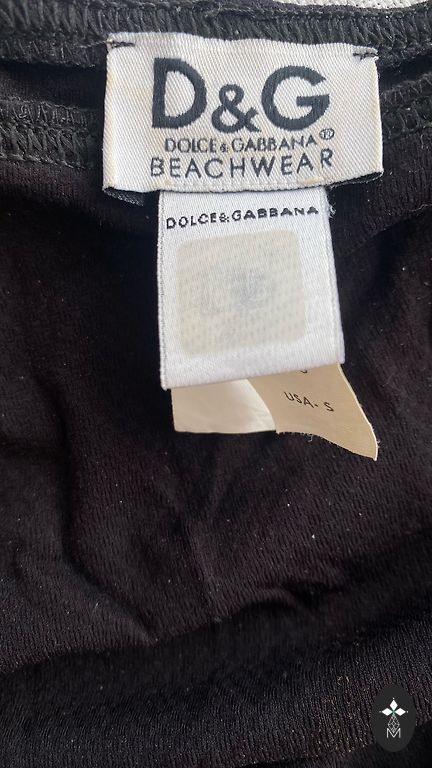 D&G
DOLCE & GABBANA
BEACHWEAR
DOLCE & GABBANA
USA- S
M